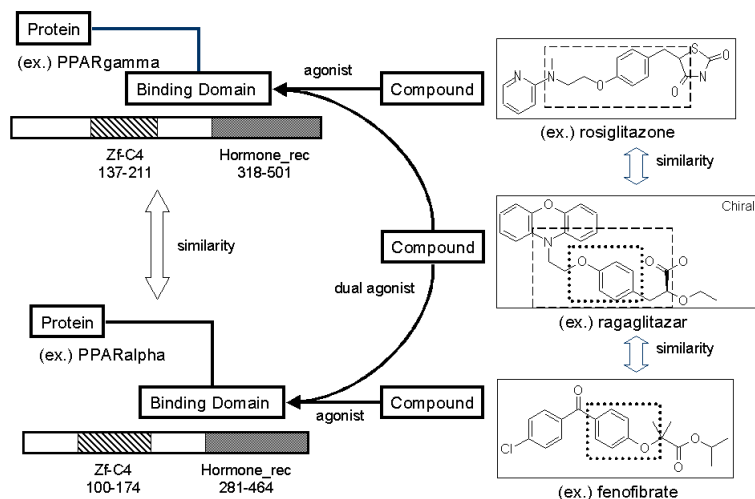 Protein
(ex.) PPARgamma
Binding Domain
agonist
Compound
Zf-C4
137-211
Hormone_rec
318-501
N
N
O
S
O
O
N
(ex.) rosiglitazone
similarity
similarity
Compound
dual agonist
Chiral
O
N
O
O
O
O
(ex.) ragaglitazar
similarity
Protein
(ex.) PPARalpha
Binding Domain
agonist
Compound
Zf-C4
100-174
Hormone_rec
281-464
O
Cl
O
O
O
(ex.) fenofibrate